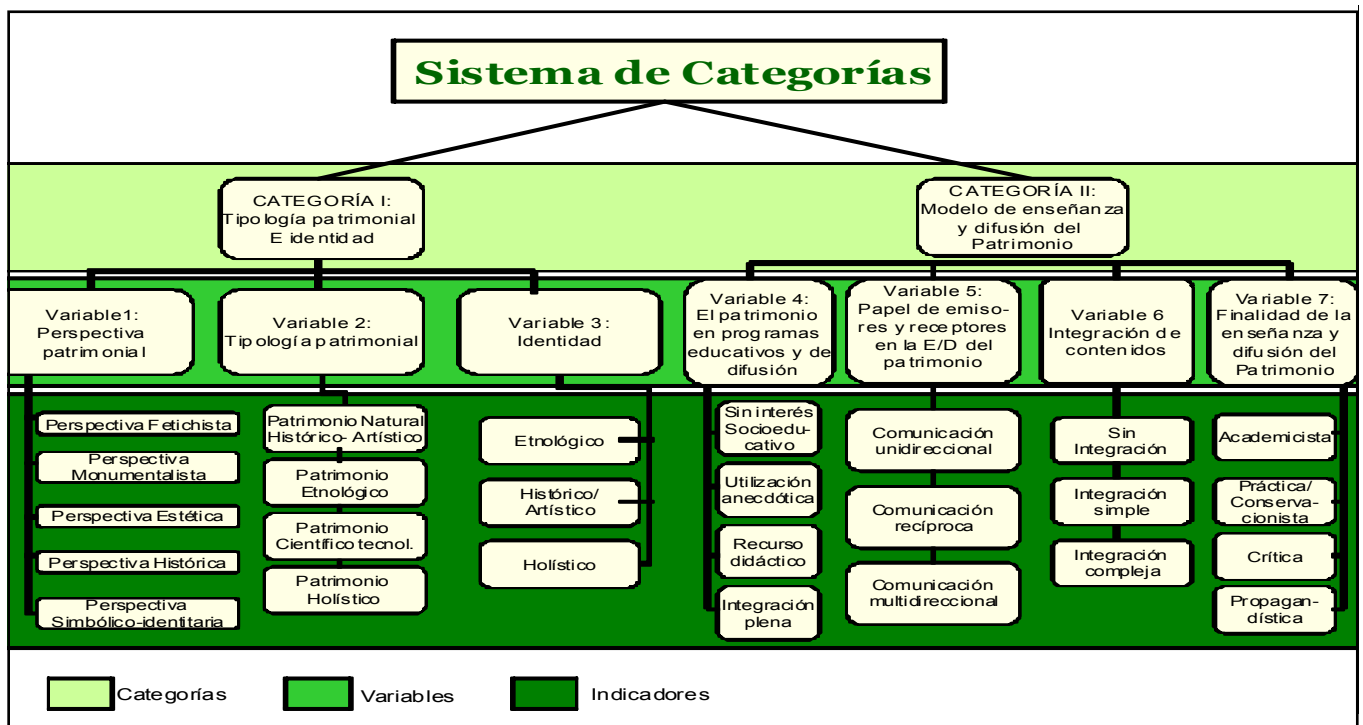 Sistema de Categorías
CATEGORÍA I:
Tipología patrimonial
E identidad
CATEGORÍA II:
Modelo de enseñanza
y difusión del
Patrimonio
Variable1:
Perspectiva
patrimonial
Variable 2:
Tipología patrimonial
Variable 3:
Identidad
Variable 4:
El patrimonio
en programas
educativos y de
difusión
Variable 5:
Papel de emiso-
res y receptores
en la E/D del
patrimonio
Variable 6
Integración de
contenidos
Variable 7:
Finalidad de la
enseñanza y
difusión del
Patrimonio
Perspectiva Fetichista
Perspectiva
Monumentalista
Perspectiva Estética
Perspectiva Histórica
Perspectiva
Simbólico-identitaria
Patrimonio Natural
Histórico- Artístico
Patrimonio
Etnológico
Patrimonio
Científico tecnol.
Patrimonio
Holístico
Etnológico
Histórico/
Artístico
Holístico
Sin interés
Socioedu-
cativo
Utilización
anecdótica
Recurso
didáctico
Integración
plena
Comunicación
unidireccional
Comunicación
recíproca
Comunicación
multidireccional
Sin
Integración
Integración
simple
Integración
compleja
Academicista
Práctica/
Conserva-
cionista
Crítica
Propagan-
dística
Categorías
Variables
Indicadores